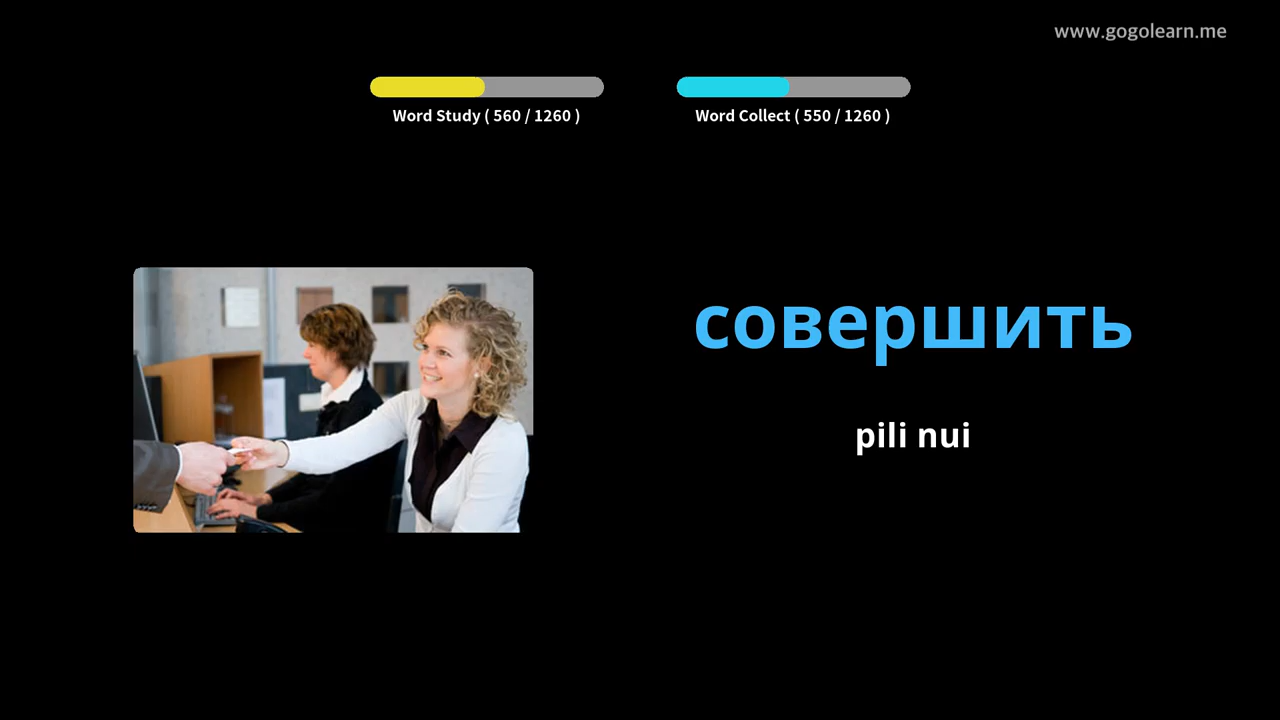 www.gogolearn.me
Word Study ( 560 / 1260 )
Word Collect ( 550 / 1260 )
совершить
pili nui